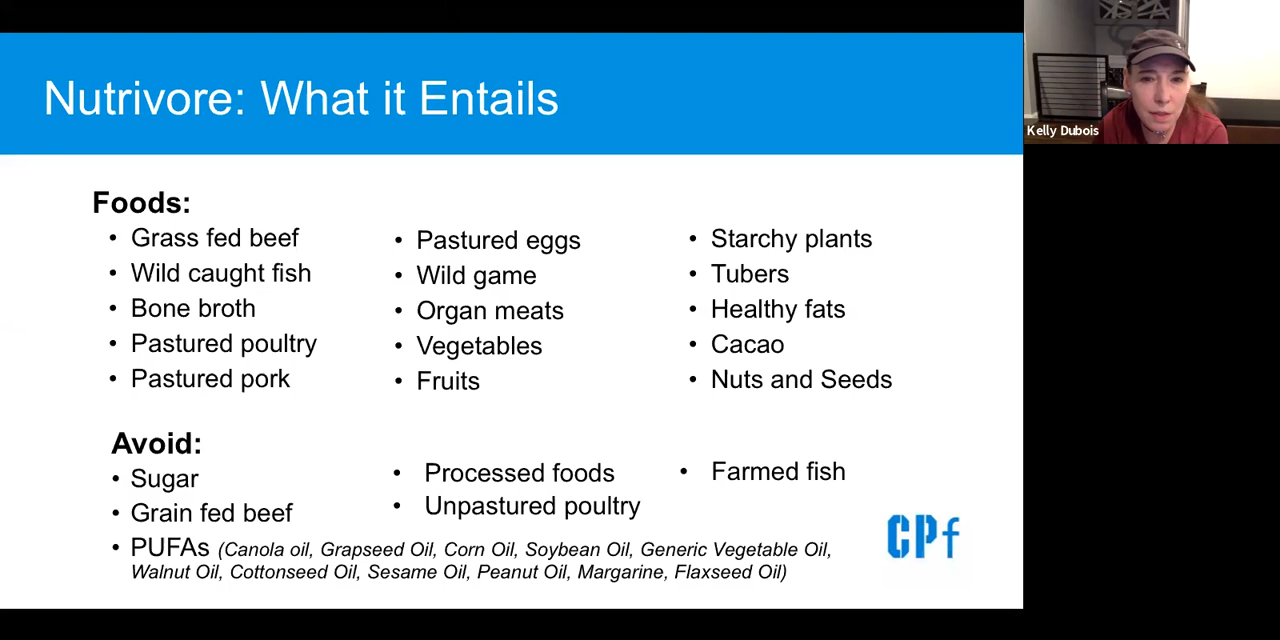 Nutrivore: What it Entails
Kelly Dubois
Foods:
• Grass fed beef
• Wild caught fish
• Bone broth
• Pastured poultry
• Pastured pork
• Pastured eggs
• Wild game
• Organ meats
• Vegetables
• Fruits
• Starchy plants
• Tubers
• Healthy fats
• Cacao
• Nuts and Seeds
Avoid:
• Sugar
• Grain fed beef
• PUFAs (Canola oil, Grapseed Oil, Corn Oil, Soybean Oil, Generic Vegetable Oil,
Walnut Oil, Cottonseed Oil, Sesame Oil, Peanut Oil, Margarine, Flaxseed Oil)
• Processed foods
• Unpastured poultry
• Farmed fish
CPf